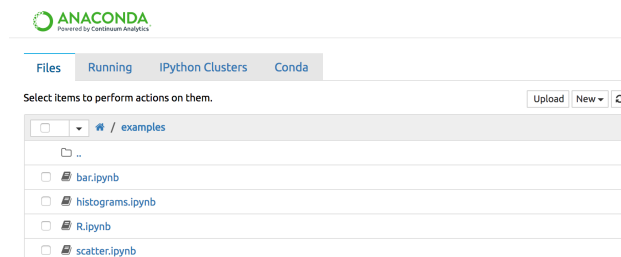 ANACONDA
Powered by Continuum Analytics
Files Running IPython Clusters Conda
Select items to perform actions on them. Upload New
/ examples
..
bar.ipynb
histograms.ipynb
R.ipynb
scatter.ipynb